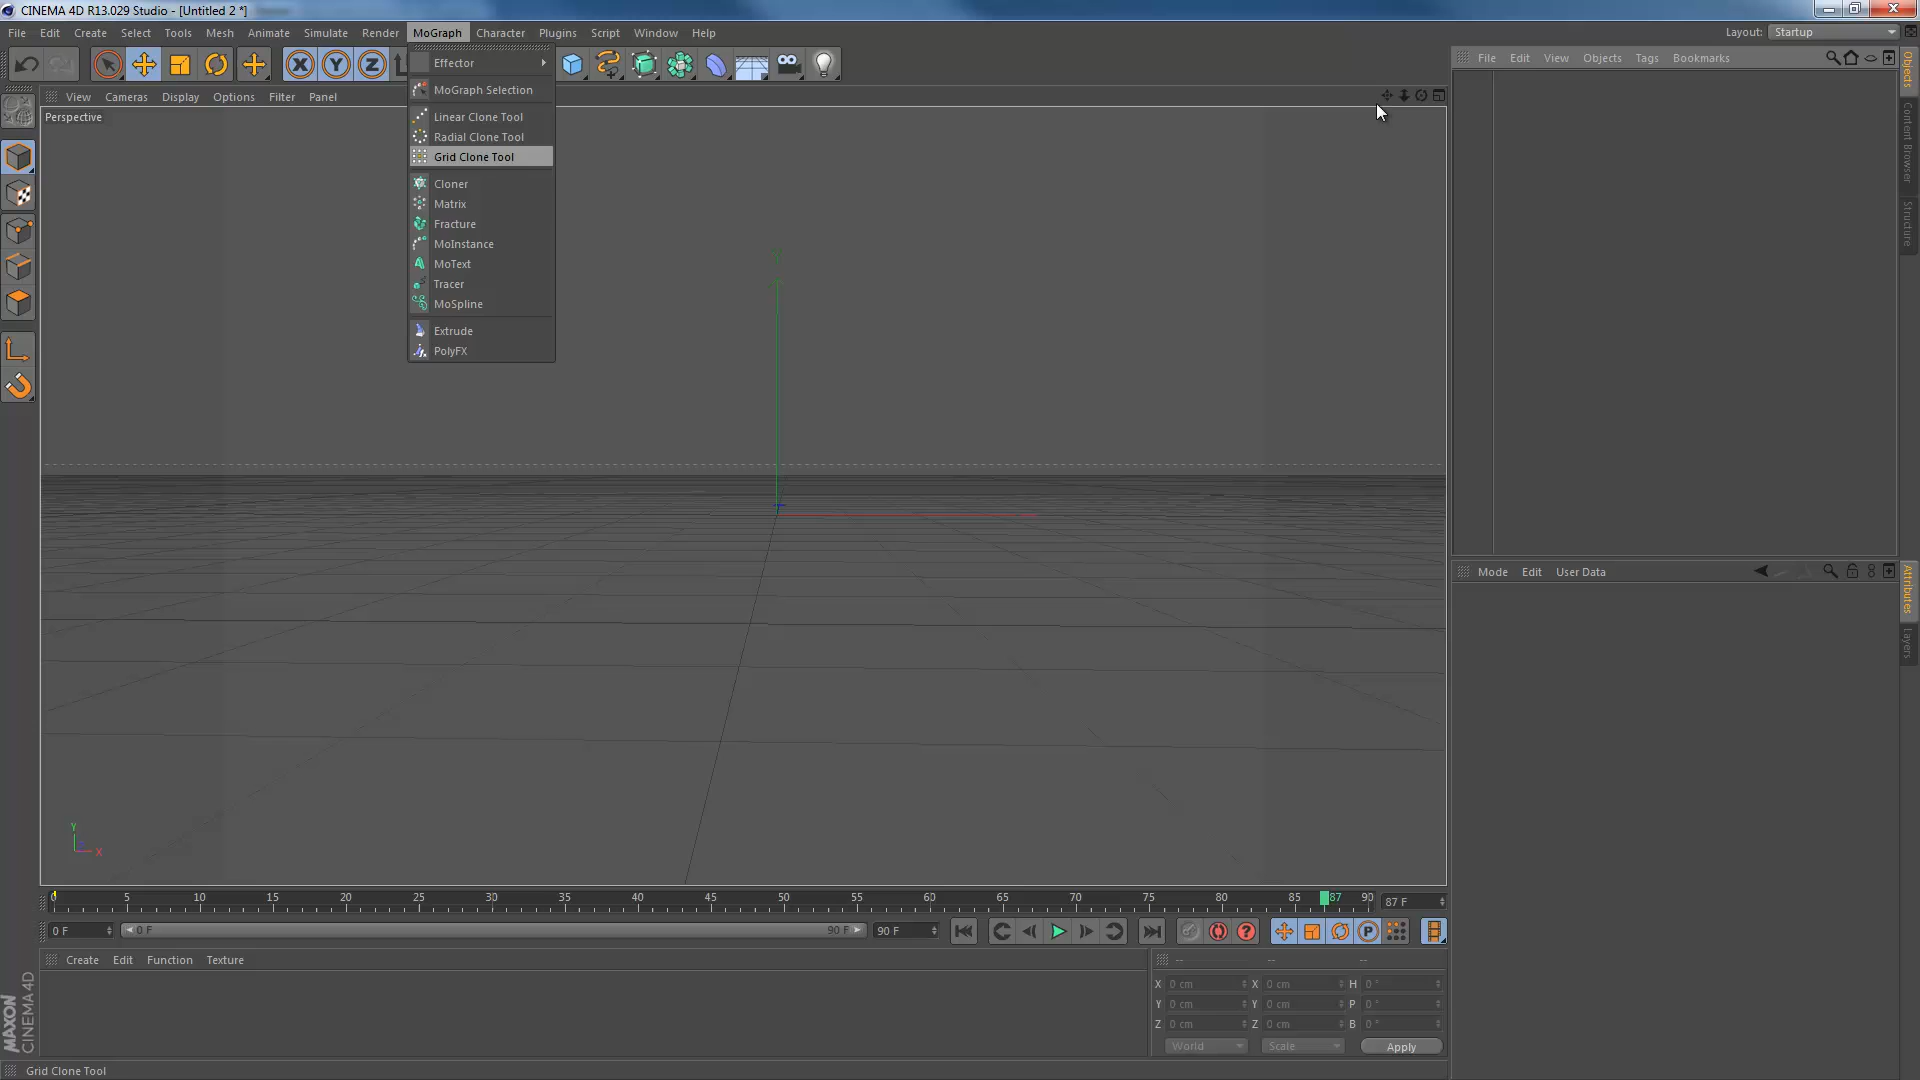 CINEMA 4D R13.029 Studio - [Untitled 2 *]
File Edit Create Select Tools Mesh Animate Simulate Render MoGraph Character Plugins Script Window Help
Layout: Startup
X Y Z
Effector
MoGraph Selection
Linear Clone Tool
Radial Clone Tool
Grid Clone Tool
Cloner
Matrix
Fracture
MoInstance
MoText
Tracer
MoSpline
Extrude
PolyFX
View Cameras Display Options Filter Panel
Perspective
Y
Y
X
File Edit View Objects Tags Bookmarks
Objects
Content Browser
Structure
Mode Edit User Data
Attributes
Layers
0 5 10 15 20 25 30 35 40 45 50 55 60 65 70 75 80 85 87 90
87 F
0 F
0 F
90 F
90 F
P
Create Edit Function Texture
-- -- --
X 0 cm X 0 cm H 0 °
Y 0 cm Y 0 cm P 0 °
Z 0 cm Z 0 cm B 0 °
World Scale Apply
MAXON
CINEMA 4D
Grid Clone Tool